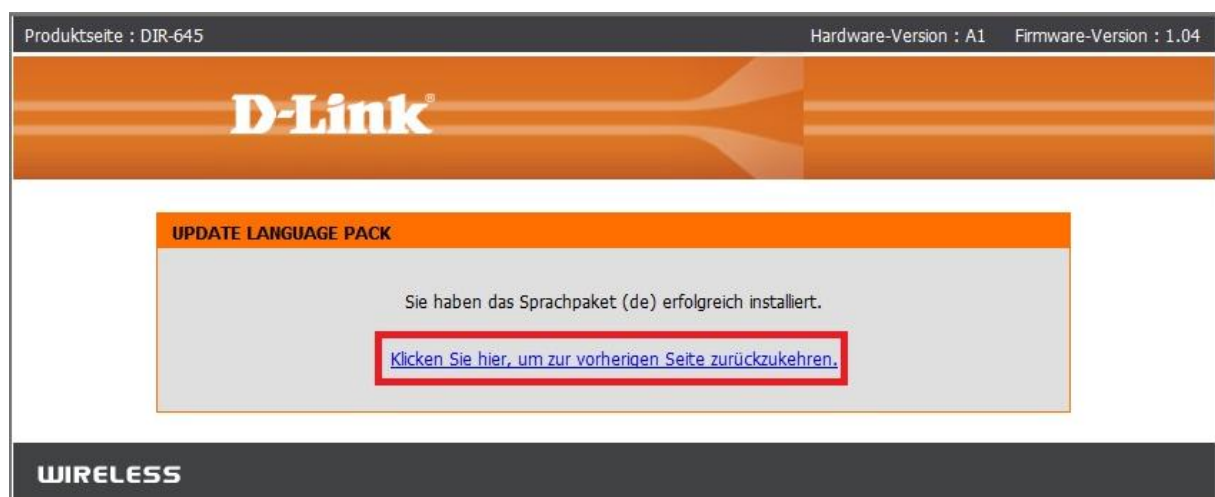 Produktseite : DIR-645 Hardware-Version : A1 Firmware-Version : 1.04
D-Link®
UPDATE LANGUAGE PACK
Sie haben das Sprachpaket (de) erfolgreich installiert.
Klicken Sie hier, um zur vorherigen Seite zurückzukehren.
WIRELESS